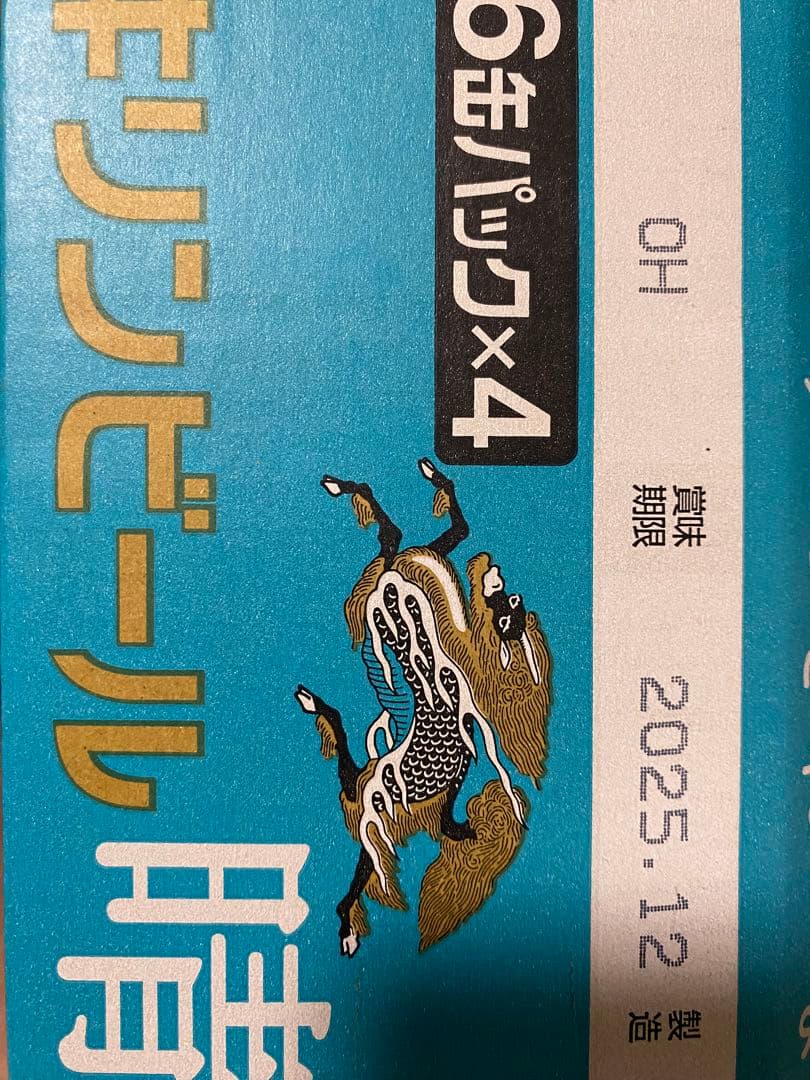 OH
賞味
期限
2025.12
製造
6缶パック×4
キリンビール
晴